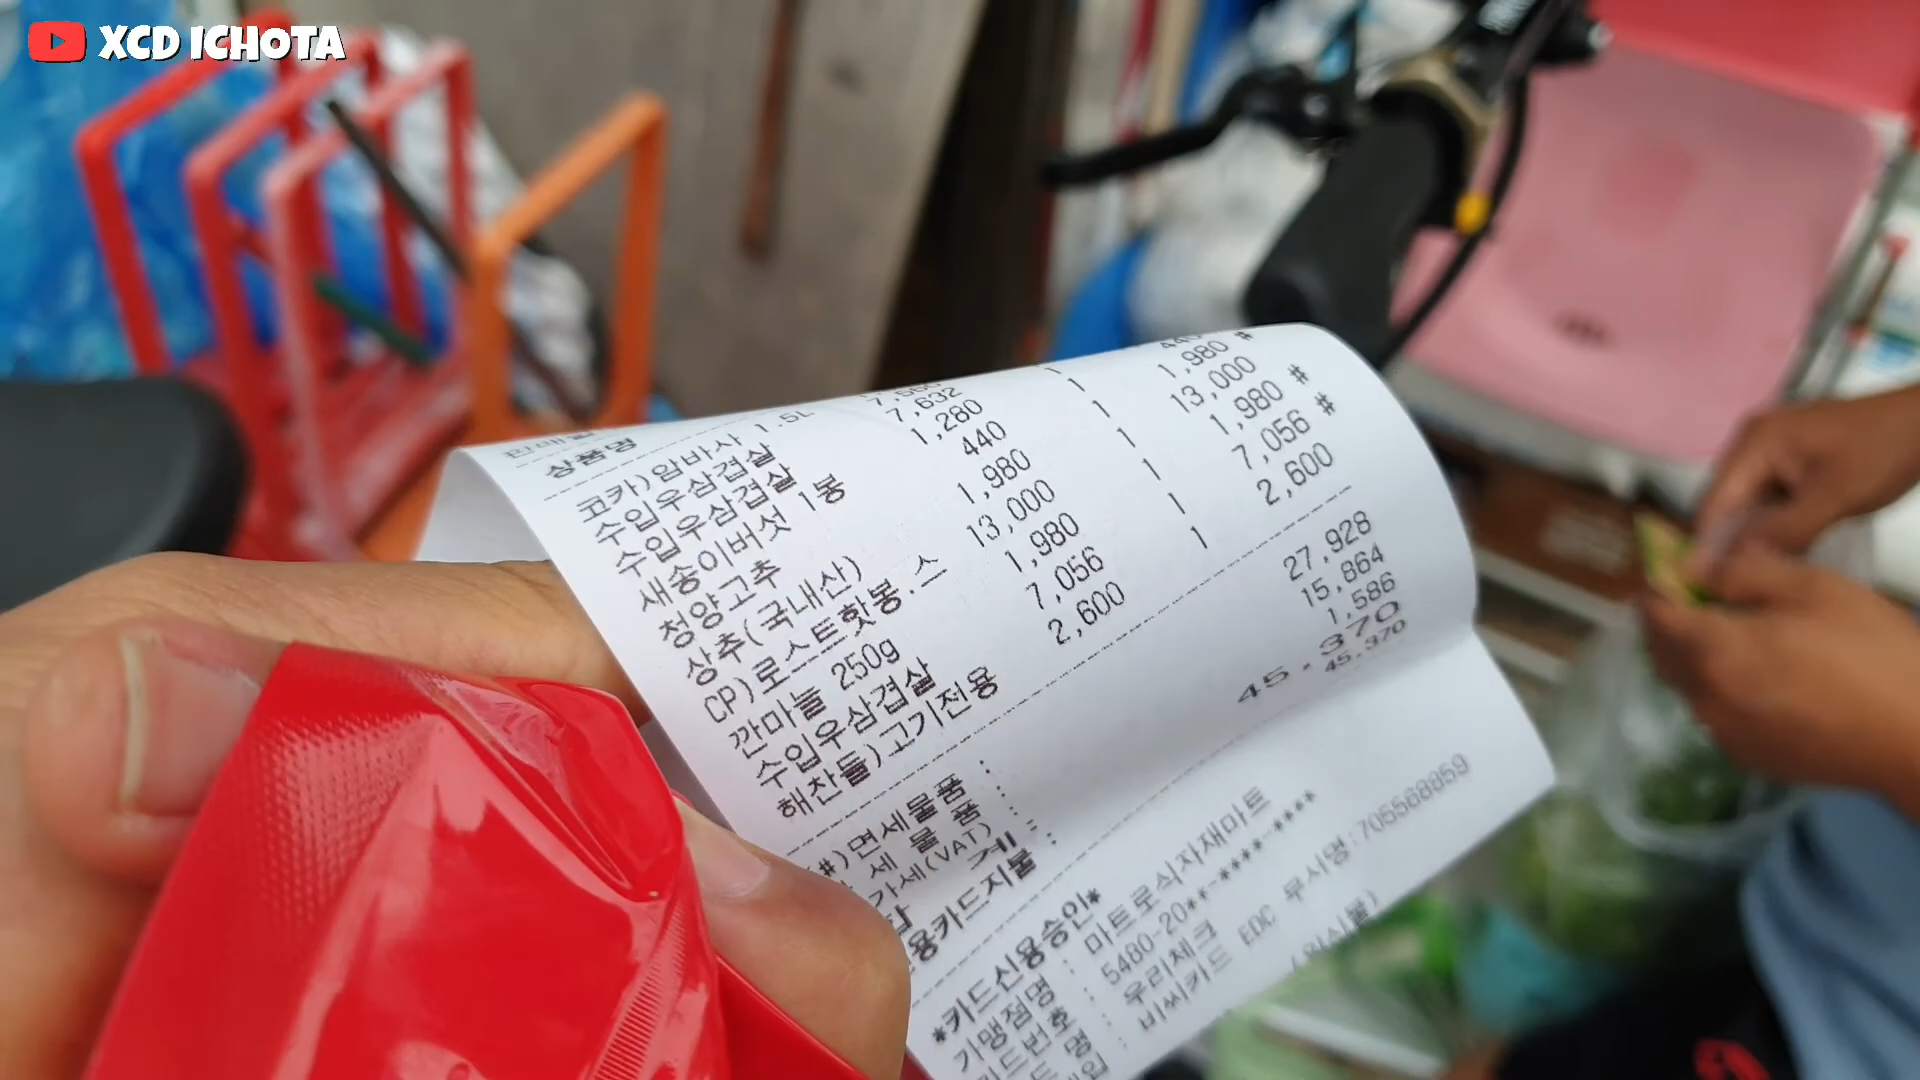 XCD ICHOTA
상품명
코카)암바사 1.5L
수입우삼겹살 7,632
수입우삼겹살 1,280 1 1,980 #
새송이버섯 1봉 440 1 13,000
청양고추 1,980 1 1,980 #
상추(국내산) 13,000 1 7,056 #
CP)로스트핫봉.스 1,980 1 2,600
깐마늘 250g 7,056 1
수입우삼겹살 2,600 1
해찬들)고기전용
(#)면세물품 : 27,928
세 물 품 : 15,864
가세(VAT) : 1,586
계 : 45,370
용카드지불 : 45,370
*카드신용승인*
가맹점명 : 마트로식자재마트
카드번호 : 5480-20**-****-****
우리체크
비씨카드 EDC 무서명:706568859
(일시불)